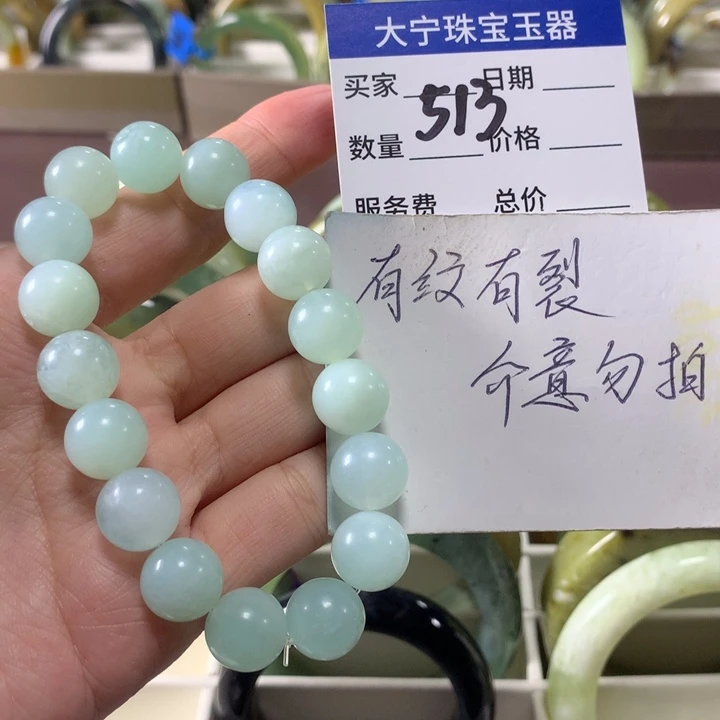 大宁珠宝玉器
买家 日期
513
数量 价格
服务费 总价
有纹有裂
介意勿拍